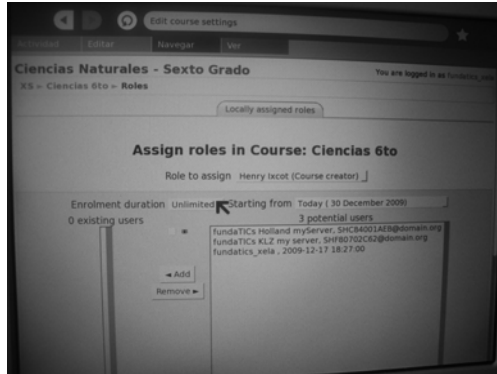 Edit course settings
Actividad Editar Navegar Ver
Ciencias Naturales - Sexto Grado
You are logged in as fundatics_xela
XS ► Ciencias 6to ► Roles
Locally assigned roles
Assign roles in Course: Ciencias 6to
Role to assign Henry Ixcot (Course creator)
Enrolment duration Unlimited Starting from Today ( 30 December 2009)
0 existing users 3 potential users
fundaTICs Holland myServer, SHC84001AEB@domain.org
fundaTICs KLZ my server, SHF80702C62@domain.org
fundatics_xela , 2009-12-17 18:27:00
◄ Add
Remove ►